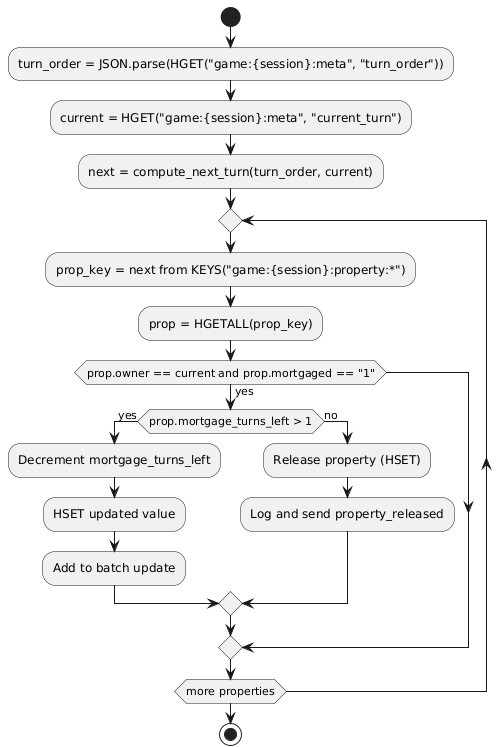 turn_order = JSON.parse(HGET("game:{session}:meta", "turn_order"))
current = HGET("game:{session}:meta", "current_turn")
next = compute_next_turn(turn_order, current)
prop_key = next from KEYS("game:{session}:property:*")
prop = HGETALL(prop_key)
prop.owner == current and prop.mortgaged == "1"
yes
yes
prop.mortgage_turns_left > 1
no
Decrement mortgage_turns_left
Release property (HSET)
HSET updated value
Log and send property_released
Add to batch update
more properties